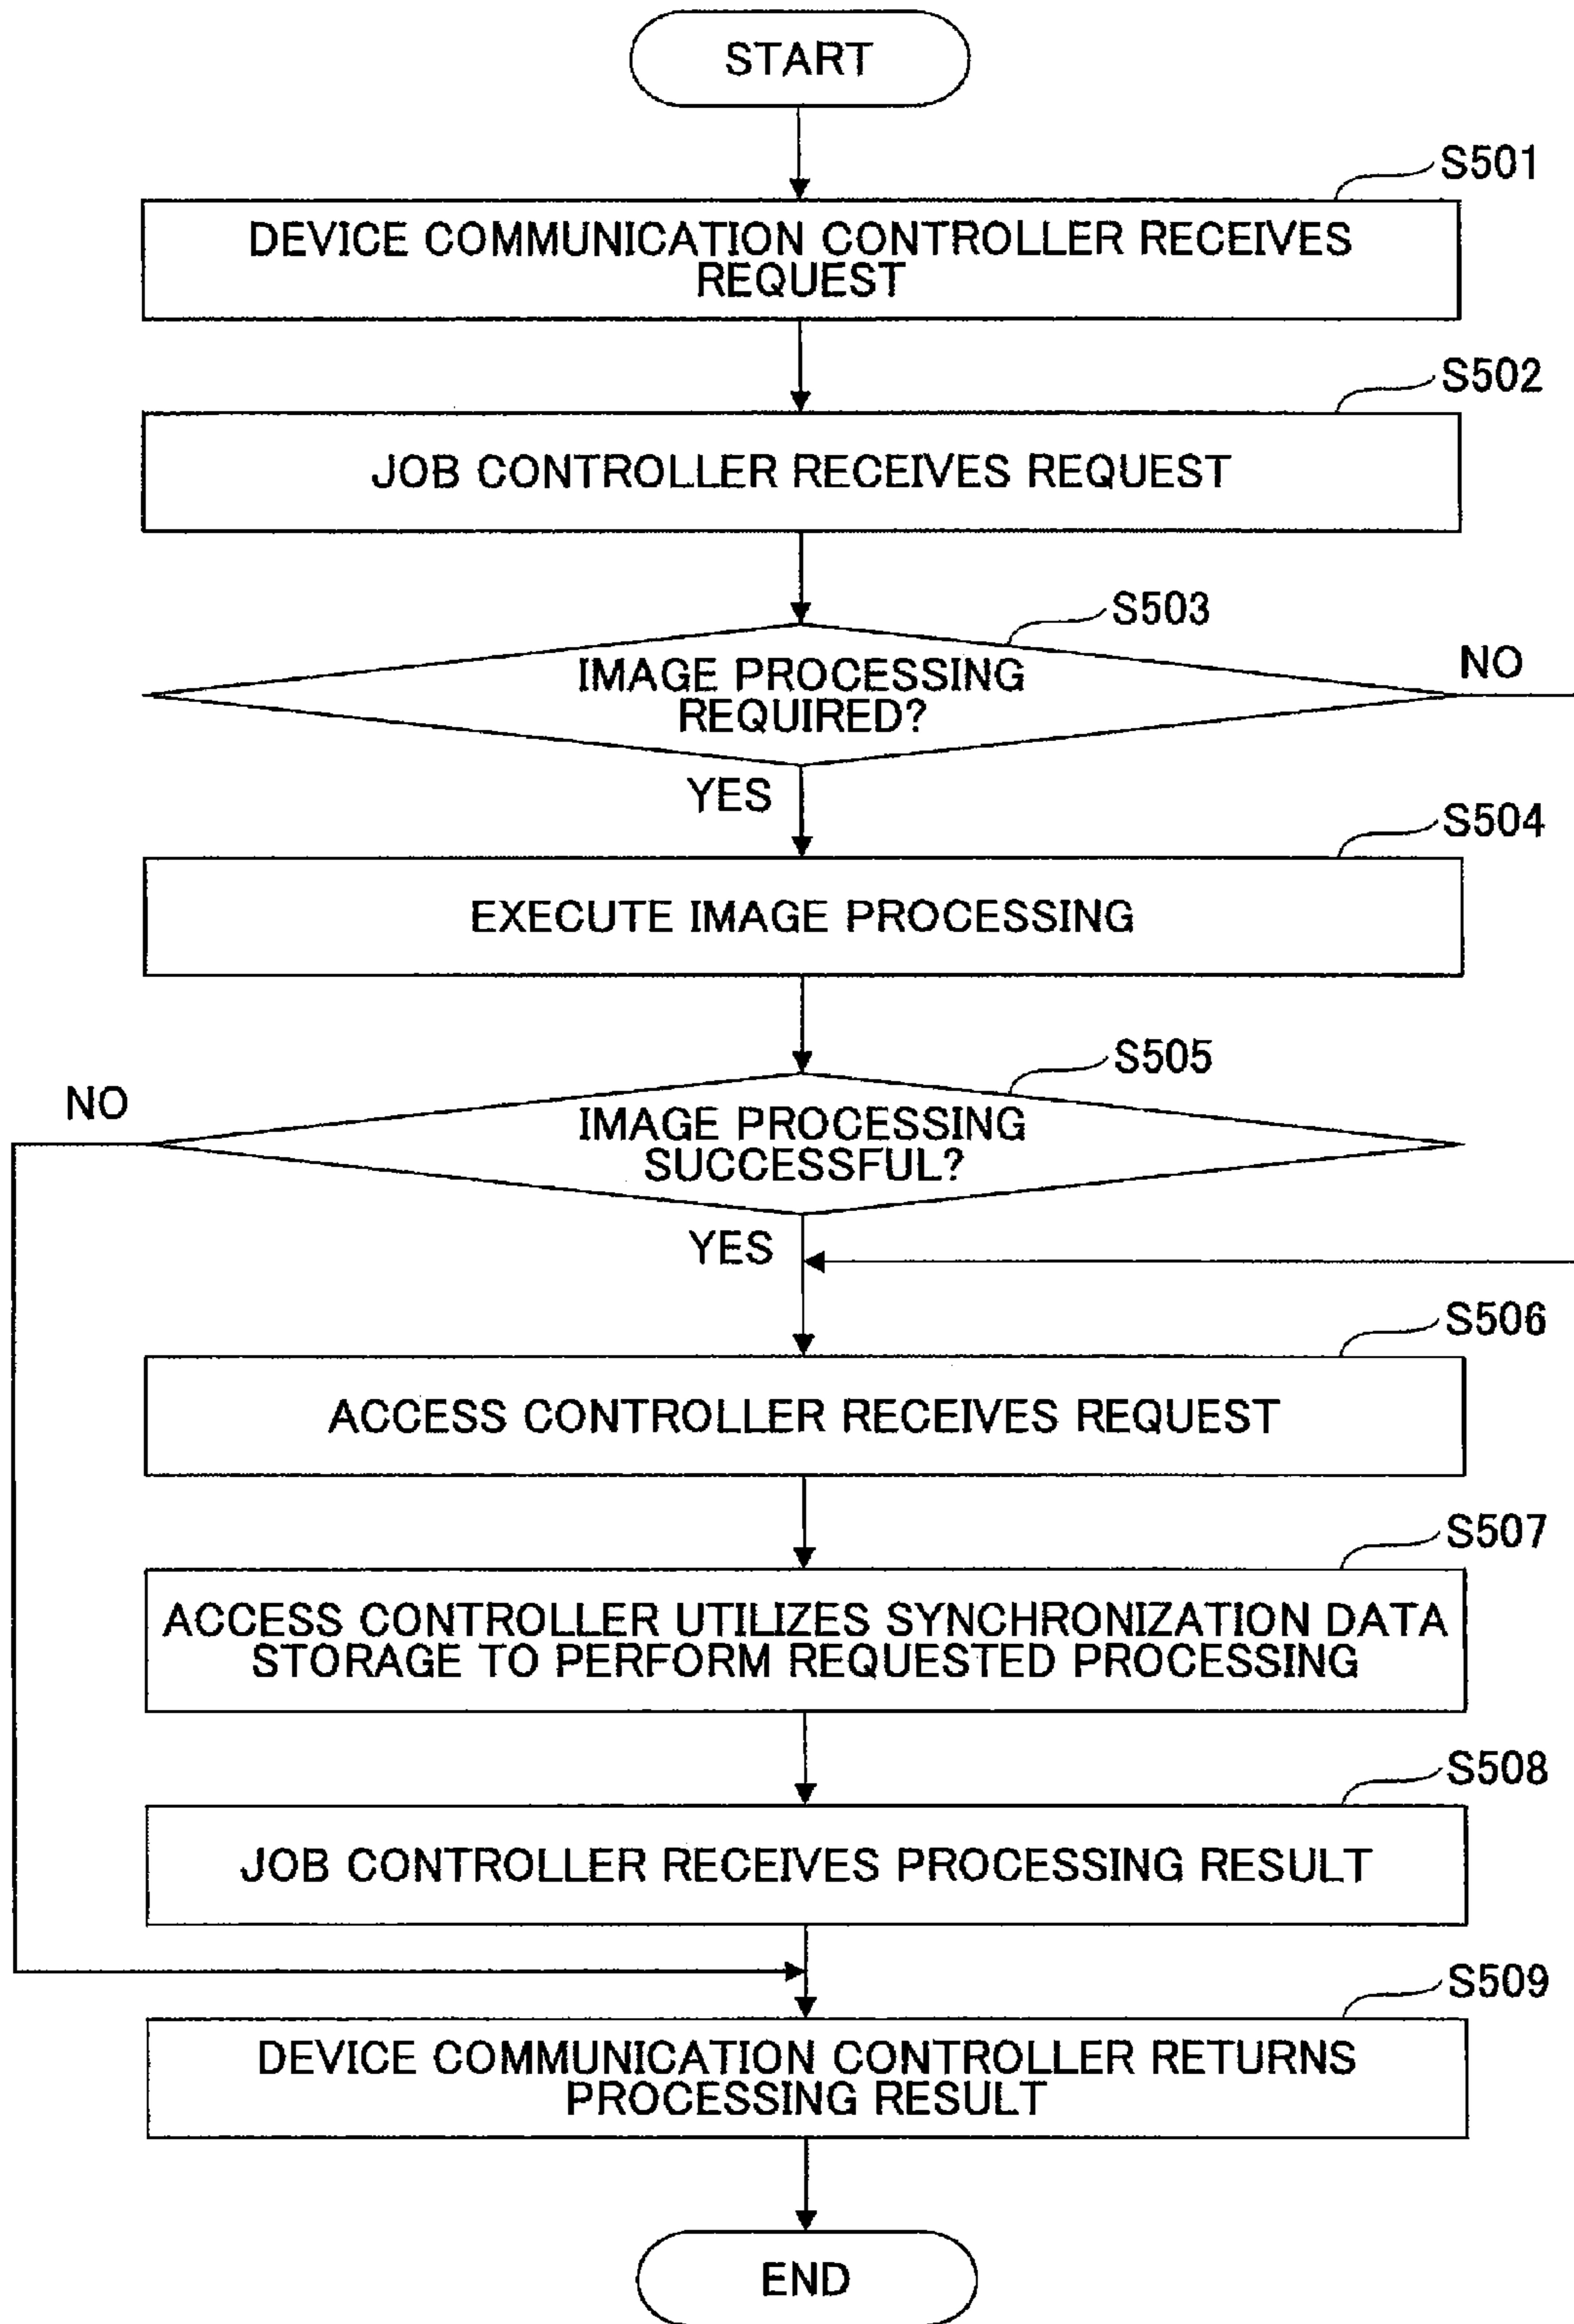 START
S501
DEVICE COMMUNICATION CONTROLLER RECEIVES
REQUEST
S502
JOB CONTROLLER RECEIVES REQUEST
S503
IMAGE PROCESSING
REQUIRED?
NO
YES
S504
EXECUTE IMAGE PROCESSING
S505
NO
IMAGE PROCESSING
SUCCESSFUL?
YES
S506
ACCESS CONTROLLER RECEIVES REQUEST
S507
ACCESS CONTROLLER UTILIZES SYNCHRONIZATION DATA
STORAGE TO PERFORM REQUESTED PROCESSING
S508
JOB CONTROLLER RECEIVES PROCESSING RESULT
S509
DEVICE COMMUNICATION CONTROLLER RETURNS
PROCESSING RESULT
END